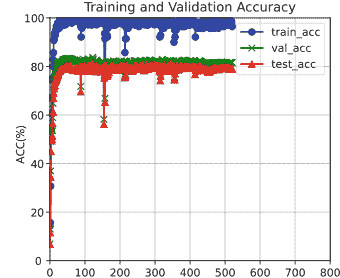 Training and Validation Accuracy
100
80
60
40
20
0
ACC(%)
train_acc
val_acc
test_acc
0 100 200 300 400 500 600 700 800